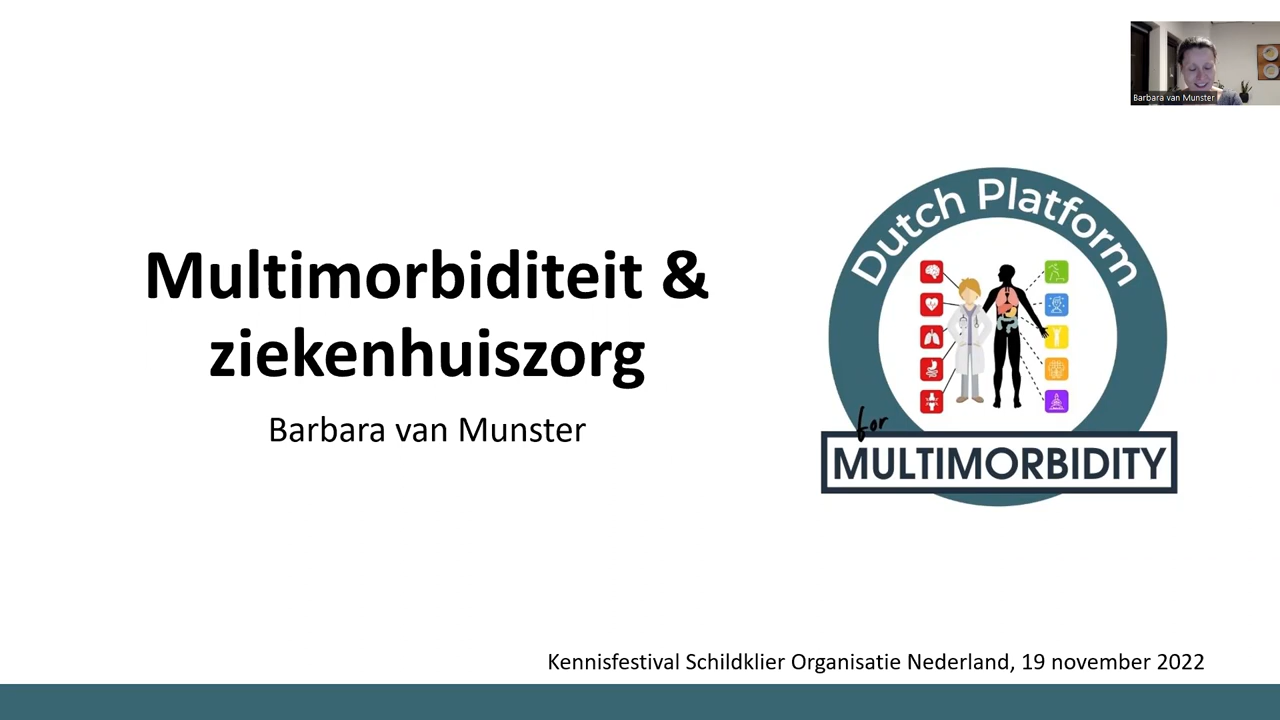 Barbara van Munster
Dutch Platform
for
MULTIMORBIDITY
Multimorbiditeit &
ziekenhuiszorg
Barbara van Munster
Kennisfestival Schildklier Organisatie Nederland, 19 november 2022